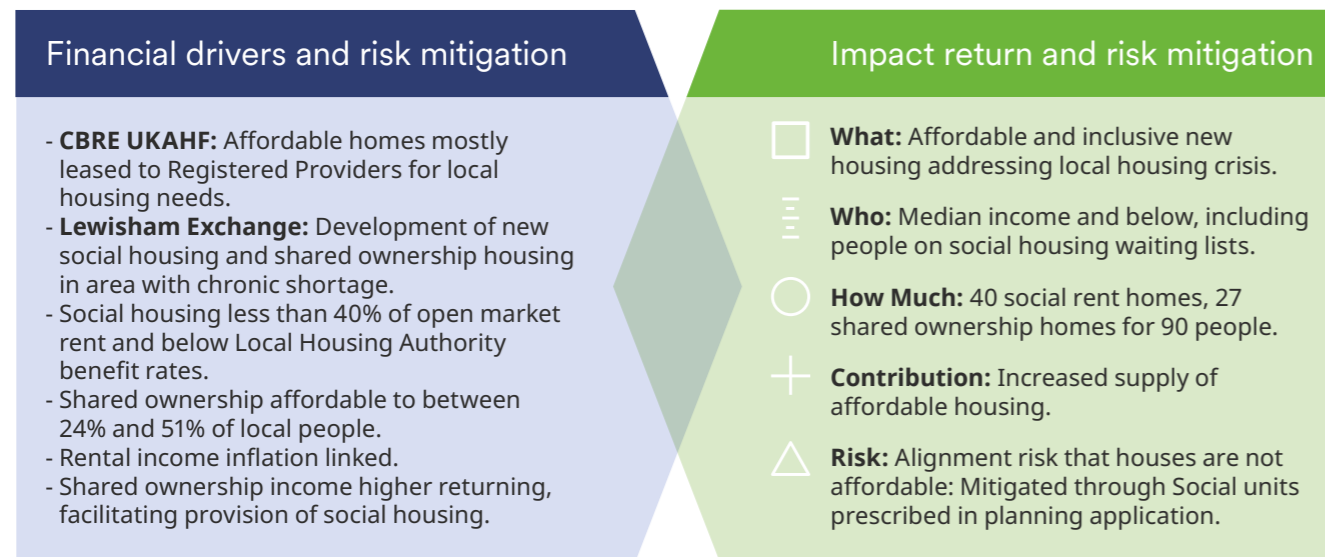 Financial drivers and risk mitigation
- CBRE UKAHF: Affordable homes mostly
leased to Registered Providers for local
housing needs.
- Lewisham Exchange: Development of new
social housing and shared ownership housing
in area with chronic shortage.
- Social housing less than 40% of open market
rent and below Local Housing Authority
benefit rates.
- Shared ownership affordable to between
24% and 51% of local people.
- Rental income inflation linked.
- Shared ownership income higher returning,
facilitating provision of social housing.
Impact return and risk mitigation
What: Affordable and inclusive new
housing addressing local housing crisis.
Who: Median income and below, including
people on social housing waiting lists.
How Much: 40 social rent homes, 27
shared ownership homes for 90 people.
Contribution: Increased supply of
affordable housing.
Risk: Alignment risk that houses are not
affordable: Mitigated through Social units
prescribed in planning application.